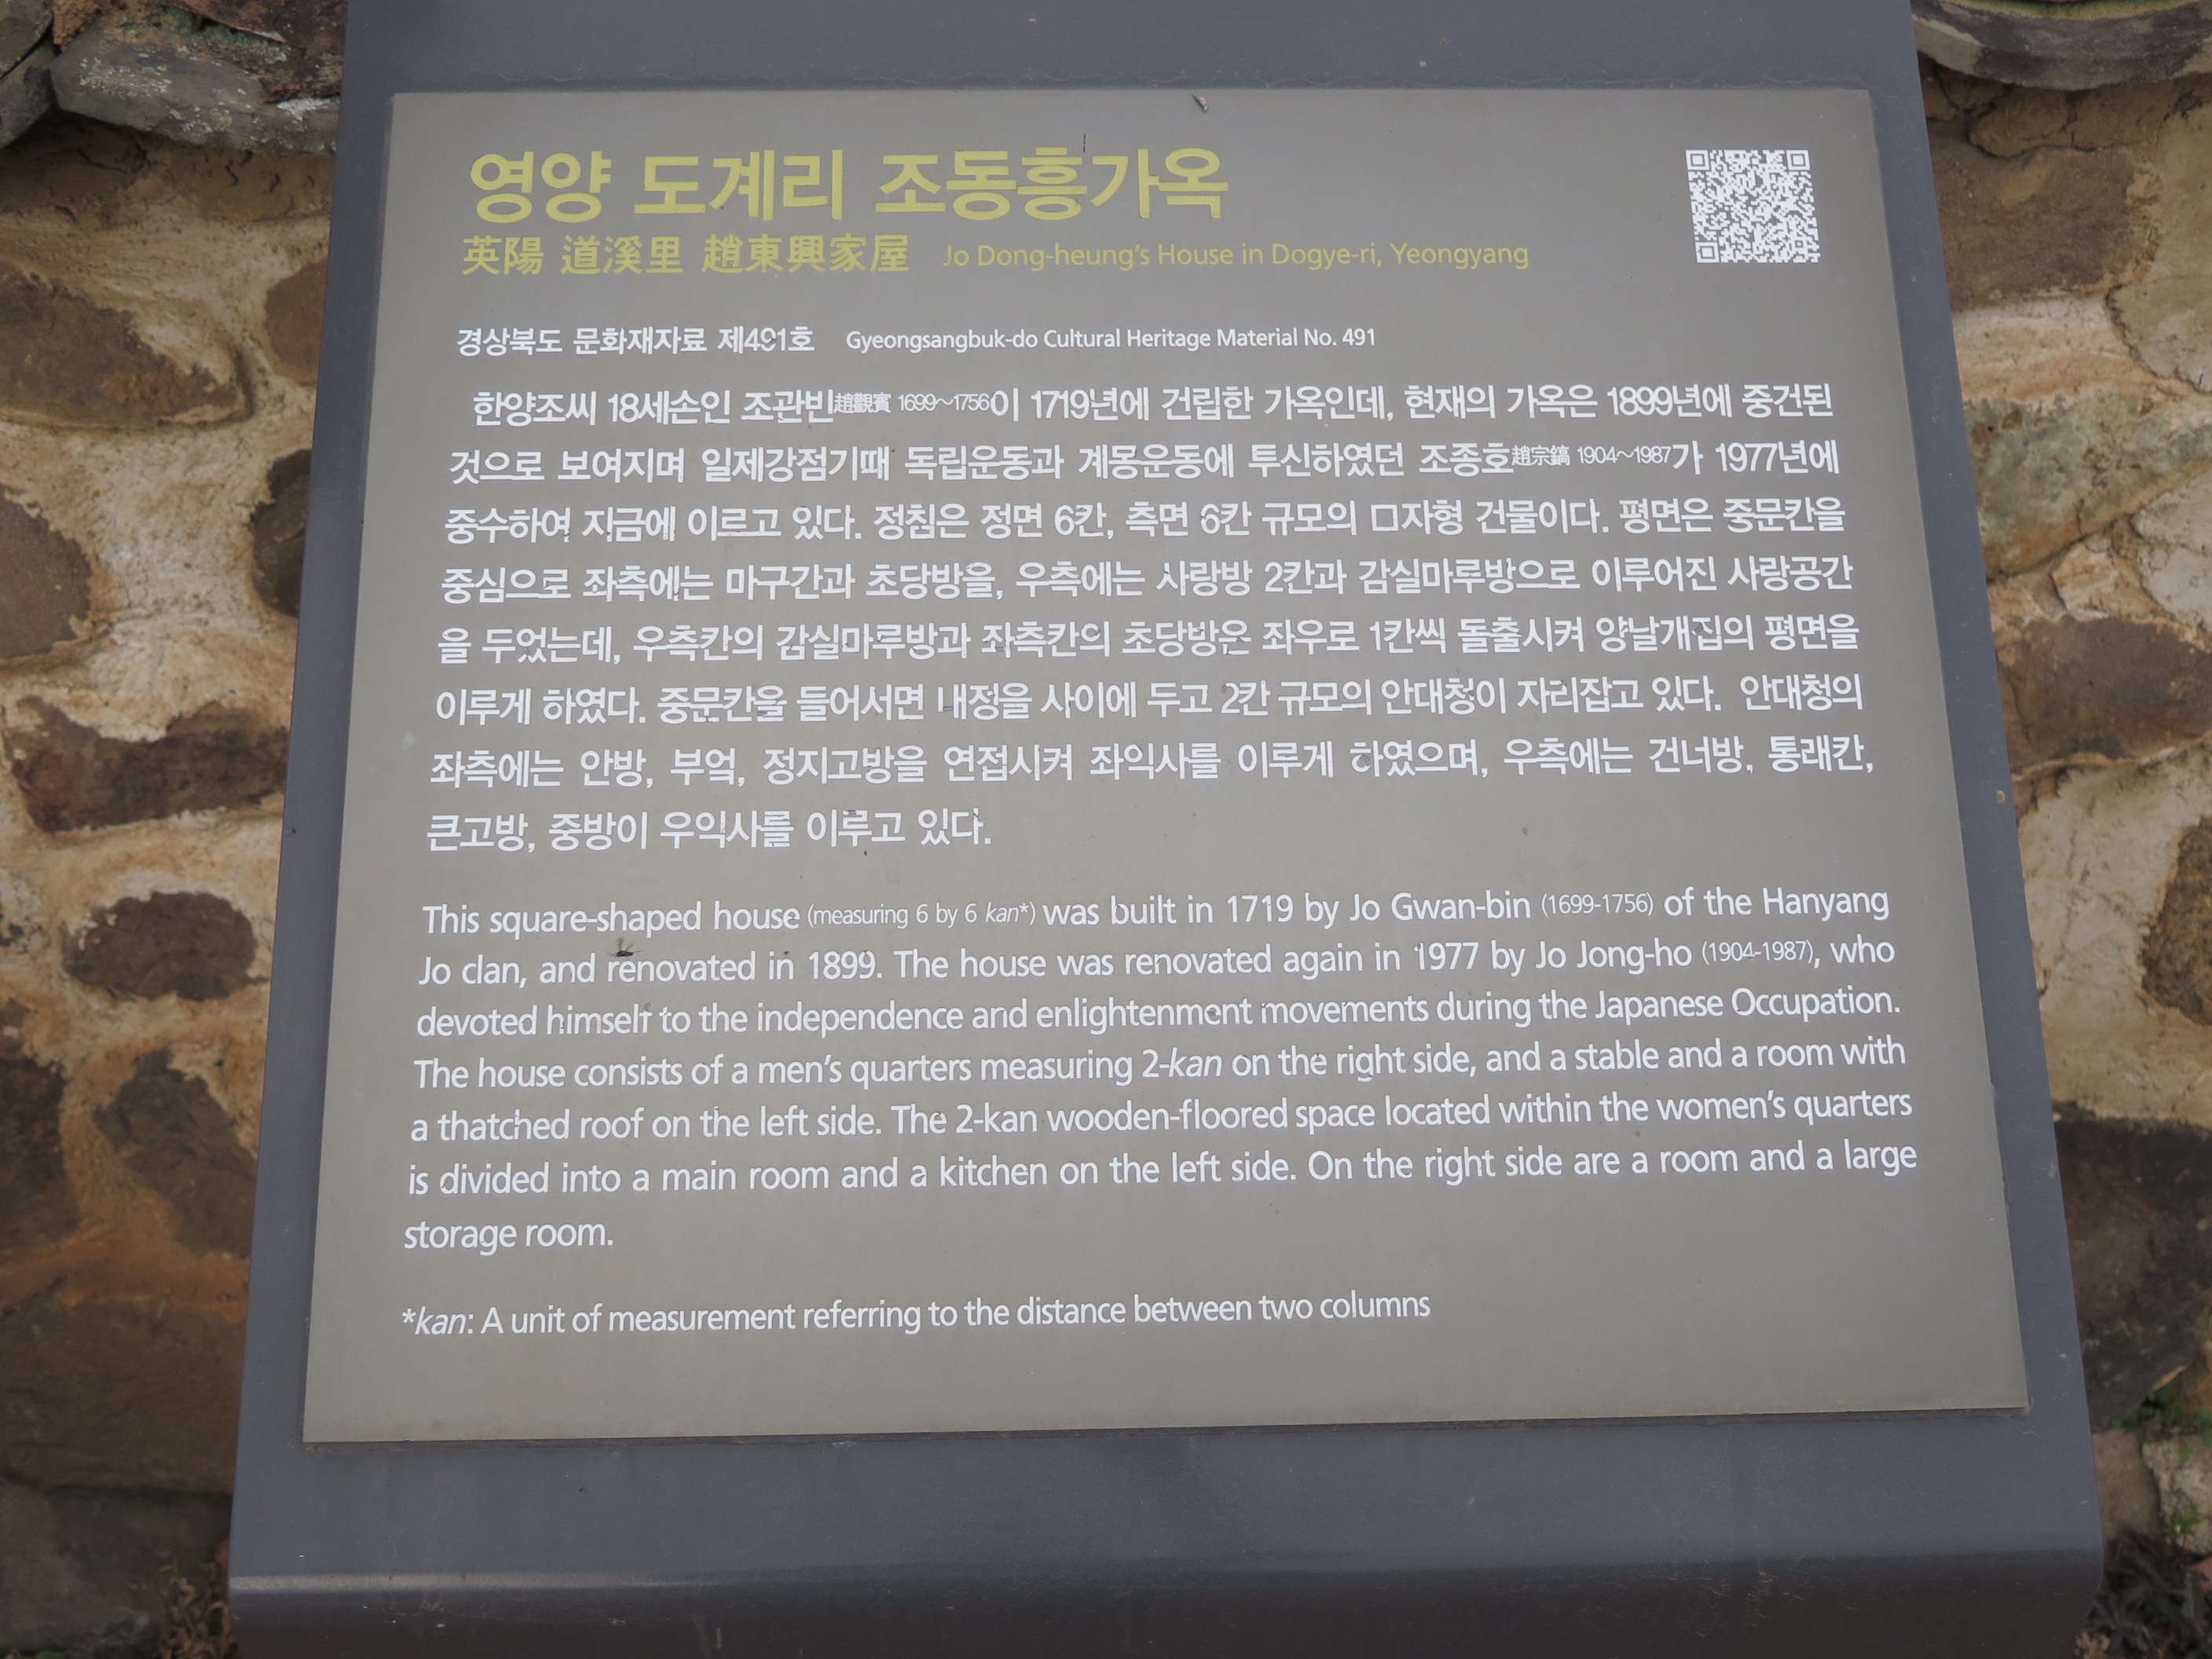 영양 도계리 조동흥가옥
英陽 道溪里 趙東興家屋 Jo Dong-heung's House in Dogye-ri, Yeongyang
경상북도 문화재자료 제491호 Gyeongsangbuk-do Cultural Heritage Material No. 491
한양조씨 18세손인 조관빈趙觀賓 1699~1756이 1719년에 건립한 가옥인데, 현재의 가옥은 1899년에 중건된
것으로 보여지며 일제강점기때 독립운동과 계몽운동에 투신하였던 조종호趙宗鎬 1904~1987가 1977년에
중수하여 지금에 이르고 있다. 정침은 정면 6칸, 측면 6칸 규모의 ㅁ자형 건물이다. 평면은 중문칸을
중심으로 좌측에는 마구간과 초당방을, 우측에는 사랑방 2칸과 감실마루방으로 이루어진 사랑공간
을 두었는데, 우측칸의 감실마루방과 좌측칸의 초당방은 좌우로 1칸씩 돌출시켜 양날개집의 평면을
이루게 하였다. 중문칸을 들어서면 내정을 사이에 두고 2칸 규모의 안대청이 자리잡고 있다. 안대청의
좌측에는 안방, 부엌, 정지고방을 연접시켜 좌익사를 이루게 하였으며, 우측에는 건너방, 통래칸,
큰고방, 중방이 우익사를 이루고 있다.
This square-shaped house (measuring 6 by 6 kan*) was built in 1719 by Jo Gwan-bin (1699-1756) of the Hanyang
Jo clan, and renovated in 1899. The house was renovated again in 1977 by Jo Jong-ho (1904-1987), who
devoted himself to the independence and enlightenment movements during the Japanese Occupation.
The house consists of a men's quarters measuring 2-kan on the right side, and a stable and a room with
a thatched roof on the left side. The 2-kan wooden-floored space located within the women's quarters
is divided into a main room and a kitchen on the left side. On the right side are a room and a large
storage room.
*kan: A unit of measurement referring to the distance between two columns